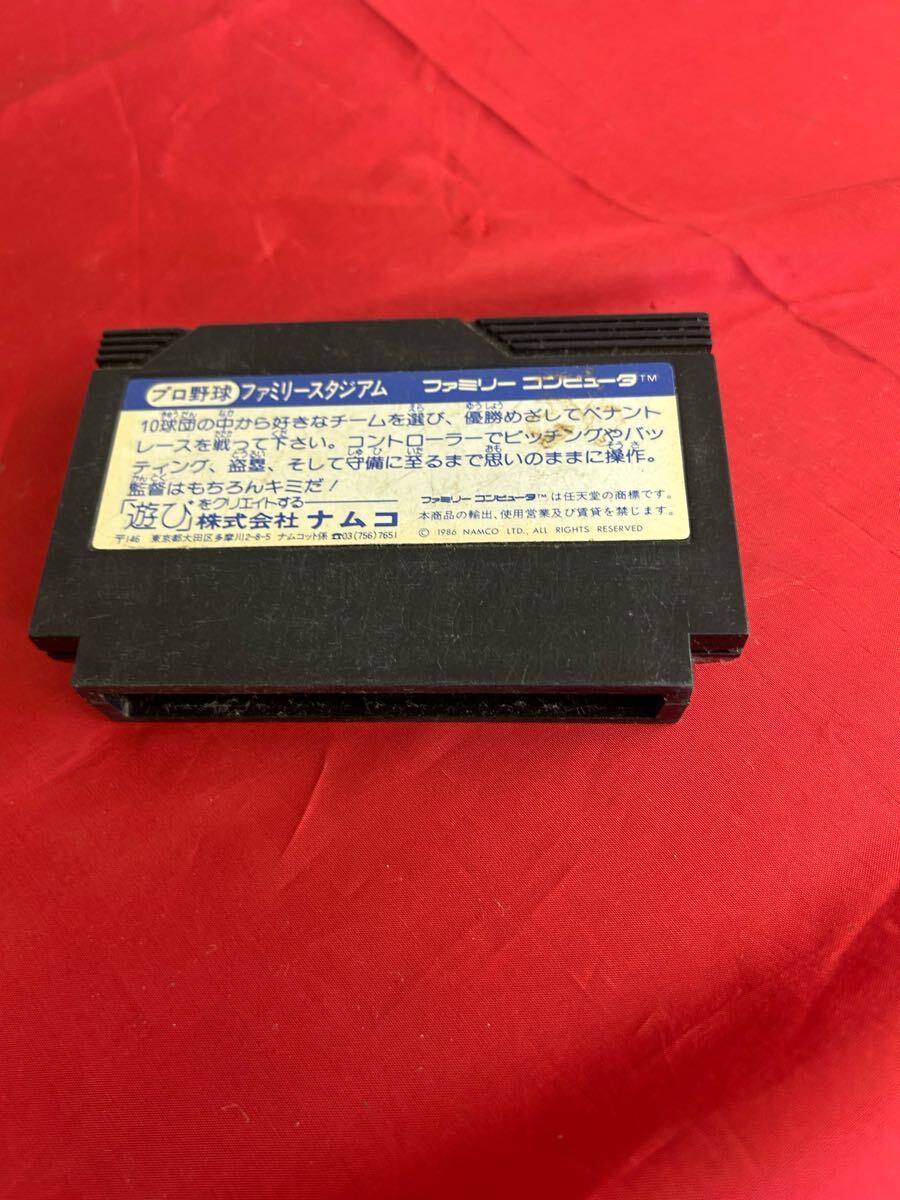 プロ野球 ファミリースタジアム ファミリー コンピュータ™
10球団の中から好きなチームを選び、優勝めざしてペナント
レースを戦って下さい。コントローラーでピッチングやバッ
ティング、盗塁、そして守備に至るまで思いのままに操作。
監督はもちろんキミだ!
「遊び」をクリエイトする
株式会社 ナムコ
〒146 東京都大田区多摩川2-8-5 ナムコット係 ☎03(756)7651
ファミリー コンピュータ™は任天堂の商標です。
本商品の輸出、使用営業及び賃貸を禁じます。
© 1986 NAMCO LTD., ALL RIGHTS RESERVED